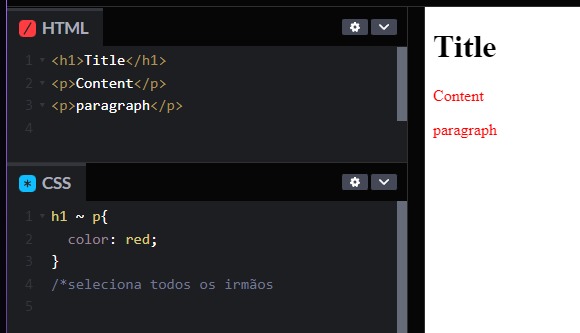 HTML
1 <h1>Title</h1>
2 <p>Content</p>
3 <p>paragraph</p>
4
CSS
1 h1 ~ p{
2 color: red;
3 }
4 /*seleciona todos os irmãos
5
Title
Content
paragraph